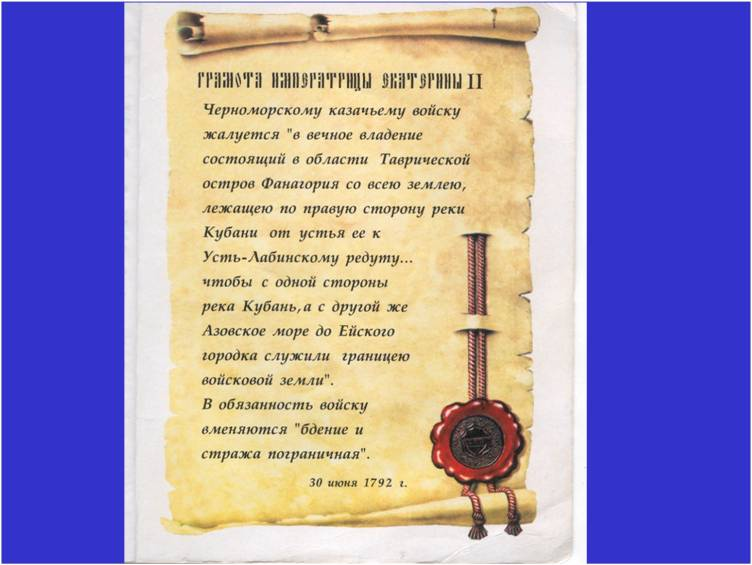 ГРАМОТА ИМПЕРАТРИЦЫ ЕКАТЕРИНЫ II
Черноморскому казачьему войску
жалуется "в вечное владение
состоящий в области Таврической
остров Фанагория со всею землею,
лежащею по правую сторону реки
Кубани от устья ее к
Усть-Лабинскому редуту...
чтобы с одной стороны
река Кубань,а с другой же
Азовское море до Ейского
городка служили границею
войсковой земли".
В обязанность войску
вменяются "бдение и
стража пограничная".
30 июня 1792 г.